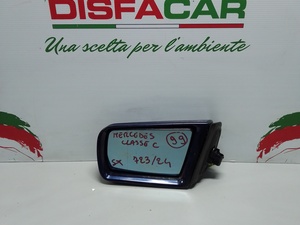 DISFACAR
Una scelta per l'ambiente
MERCEDES
CLASSE C
99
SX 723/24